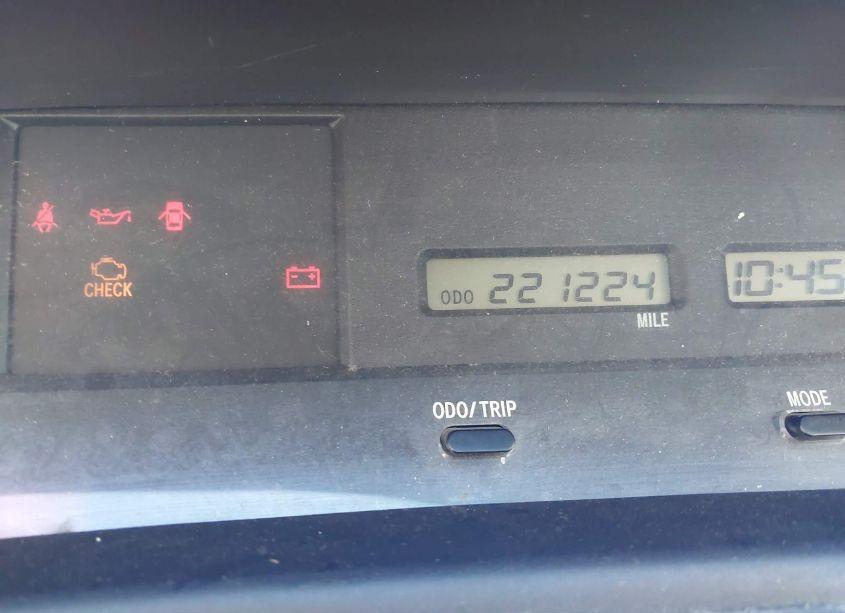 CHECK
ODO 221224
MILE
10:45
ODO/TRIP
MODE